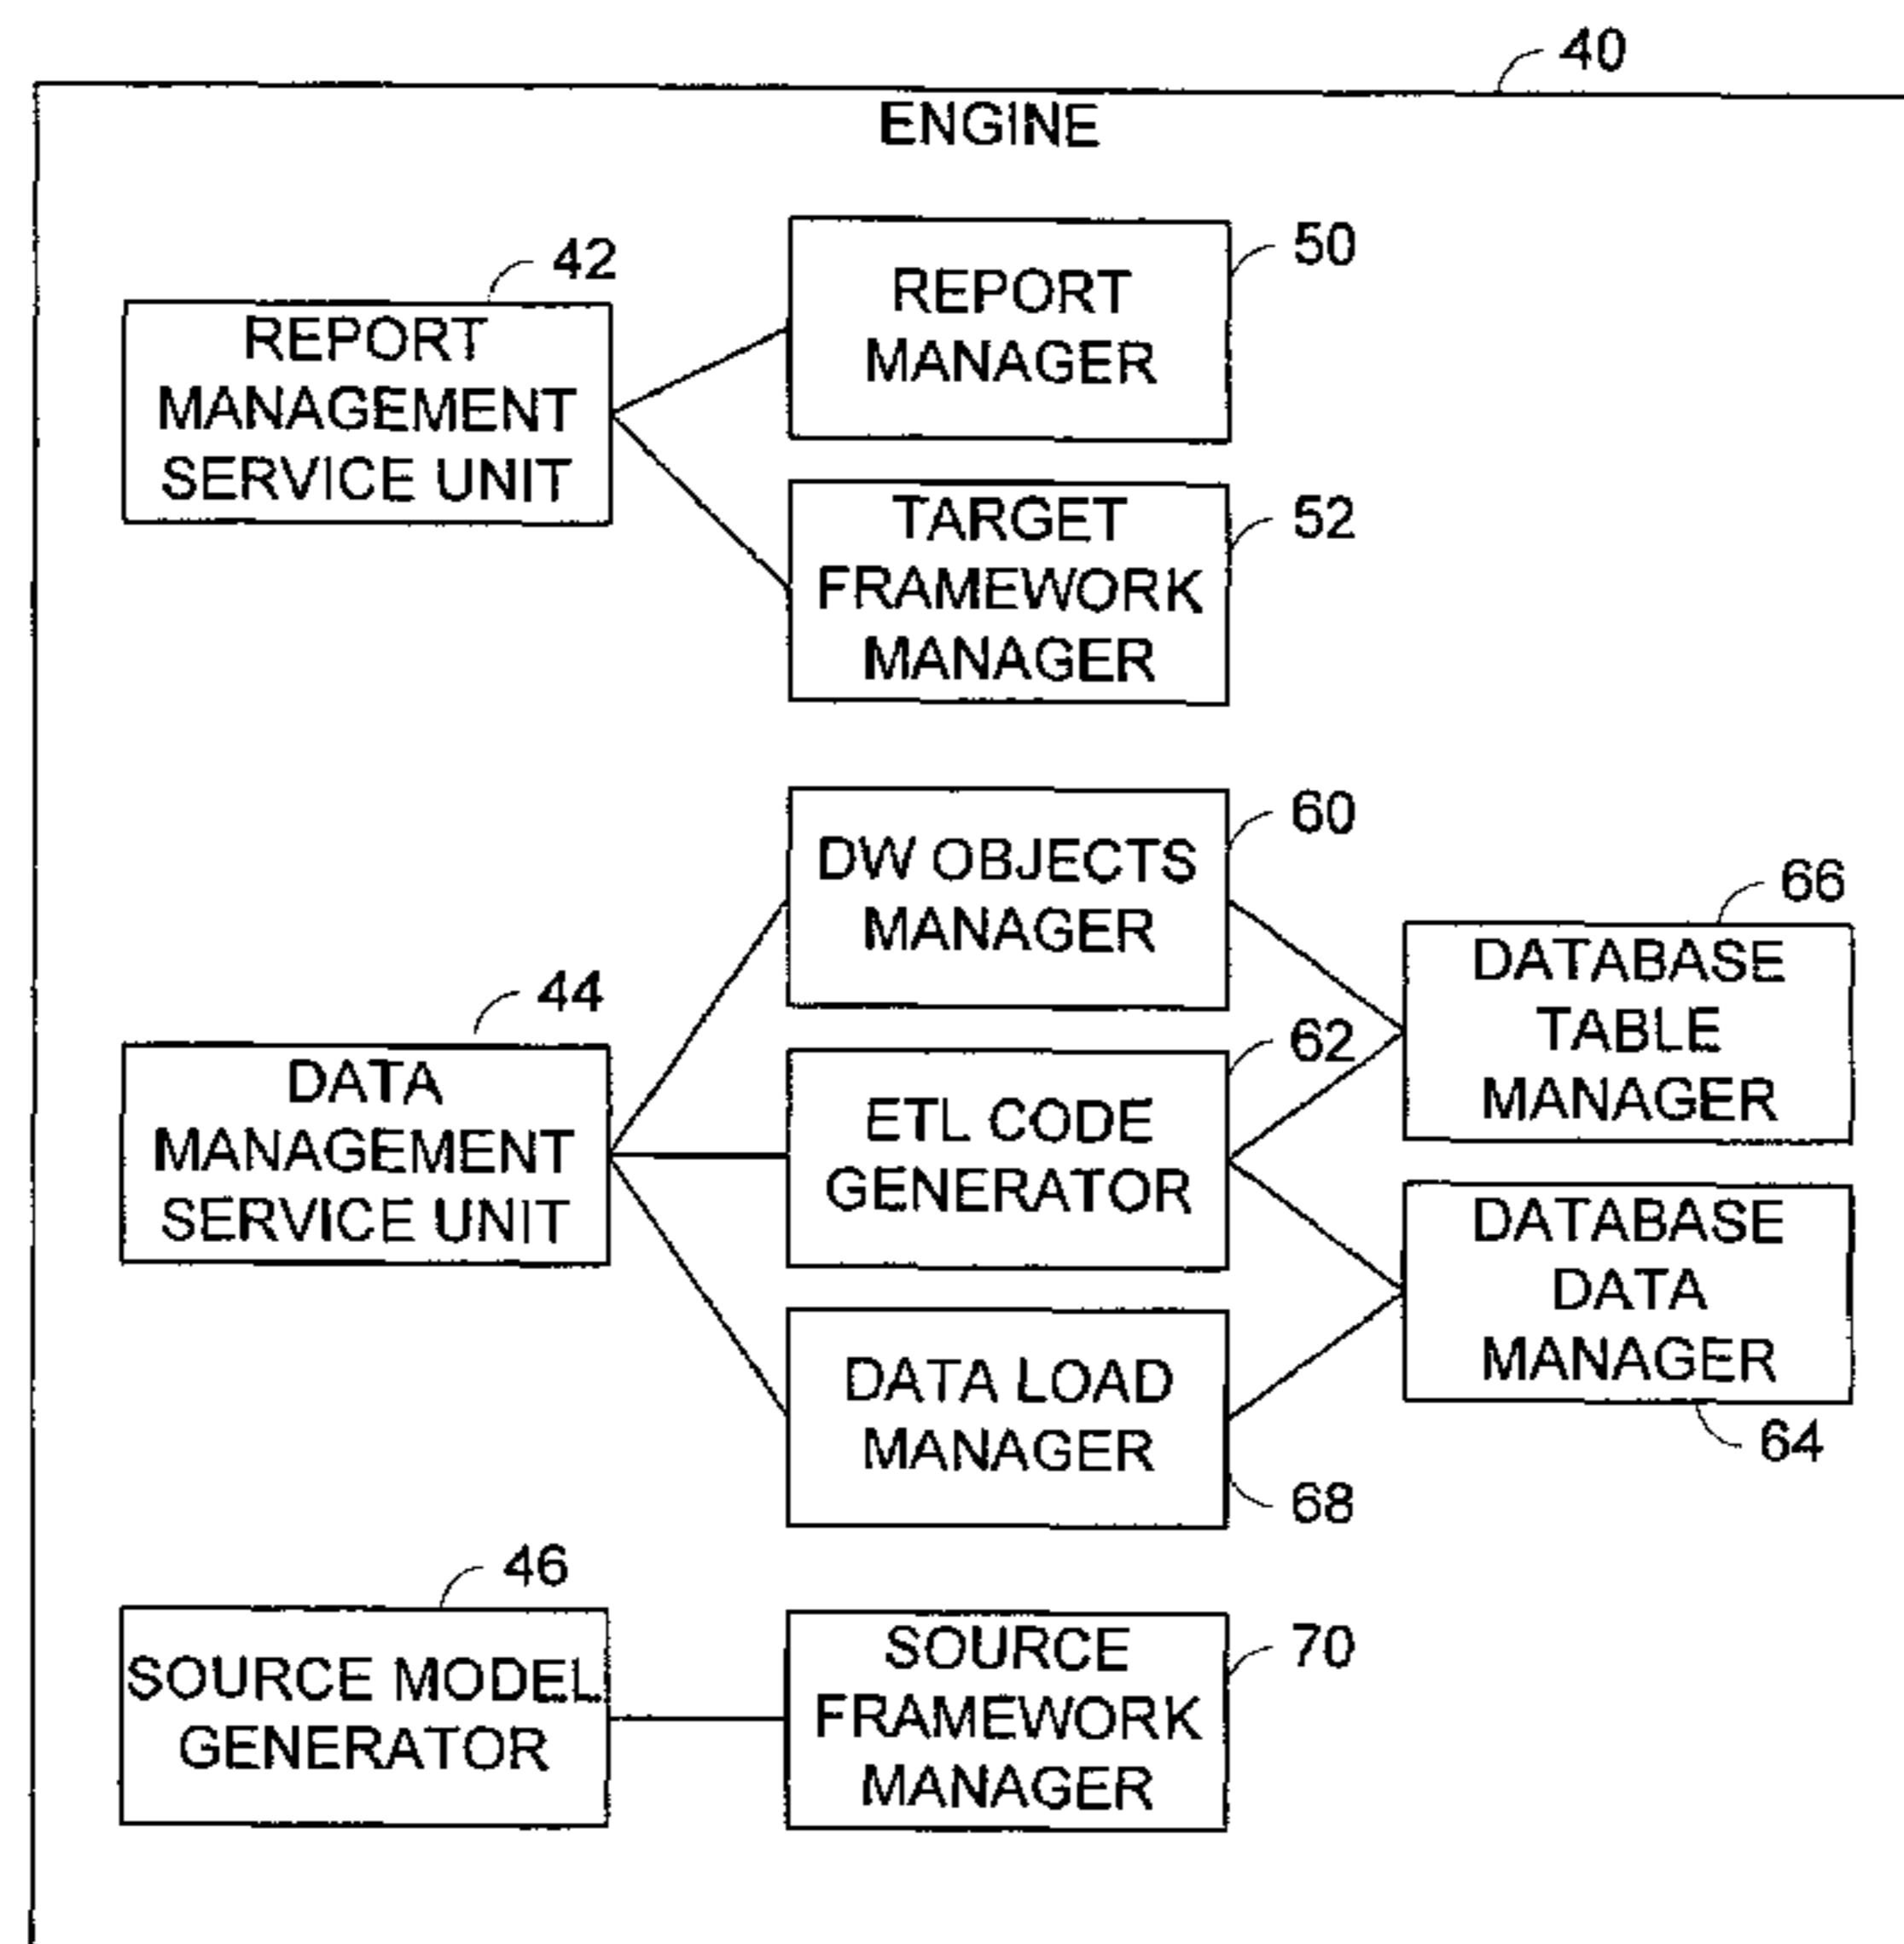 40
ENGINE
42
REPORT
MANAGEMENT
SERVICE UNIT
50
REPORT
MANAGER
52
TARGET
FRAMEWORK
MANAGER
44
DATA
MANAGEMENT
SERVICE UNIT
60
DW OBJECTS
MANAGER
62
ETL CODE
GENERATOR
DATA LOAD
MANAGER
68
66
DATABASE
TABLE
MANAGER
DATABASE
DATA
MANAGER
64
46
SOURCE MODEL
GENERATOR
70
SOURCE
FRAMEWORK
MANAGER